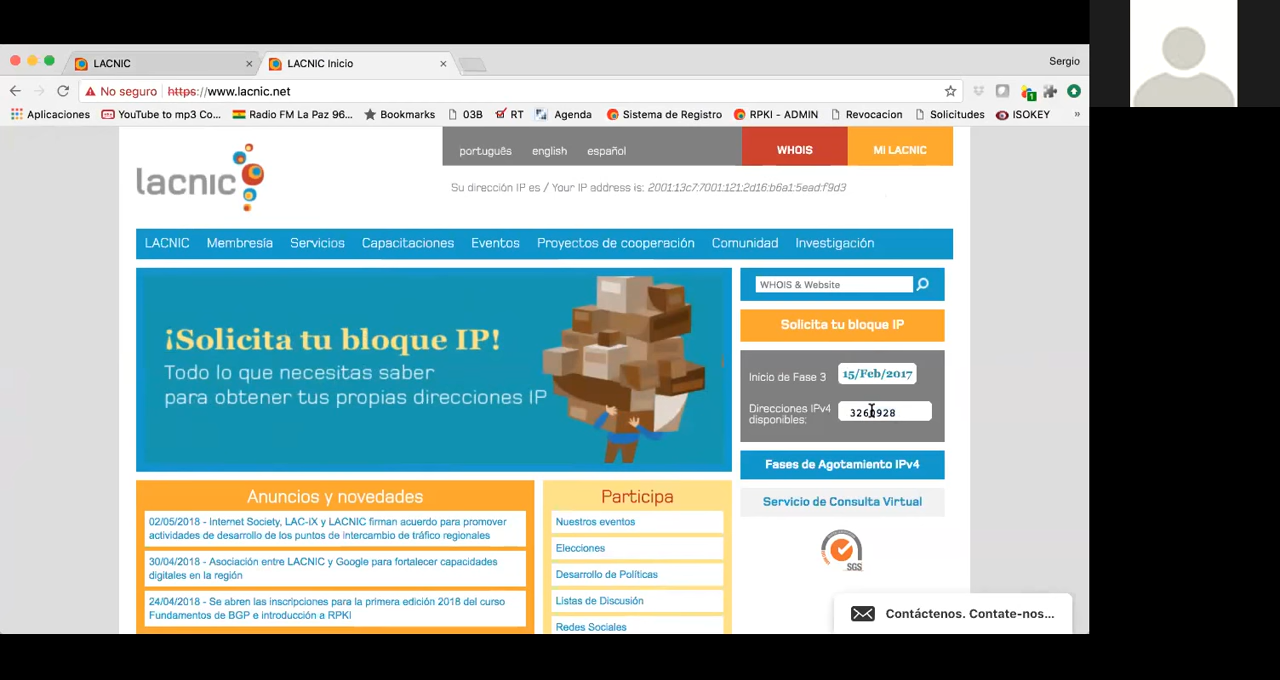 LACNIC
LACNIC Inicio
Sergio
No seguro https://www.lacnic.net
Aplicaciones
YouTube to mp3 Co...
Radio FM La Paz 96...
Bookmarks
03B
RT
Agenda
Sistema de Registro
RPKI - ADMIN
Revocacion
Solicitudes
ISOKEY
»
português
english
español
WHOIS
MI LACNIC
lacnic
Su dirección IP es / Your IP address is: 2001:13c7:7001:121:2d16:b6a1:5ead:f9d3
LACNIC
Membresía
Servicios
Capacitaciones
Eventos
Proyectos de cooperación
Comunidad
Investigación
¡Solicita tu bloque IP!
Todo lo que necesitas saber
para obtener tus propias direcciones IP
WHOIS & Website
Solicita tu bloque IP
Inicio de Fase 3
15/Feb/2017
Direcciones IPv4
disponibles:
Fases de Agotamiento IPv4
Servicio de Consulta Virtual
SGS
Anuncios y novedades
02/05/2018 - Internet Society, LAC-IX y LACNIC firman acuerdo para promover
actividades de desarrollo de los puntos de intercambio de tráfico regionales
30/04/2018 - Asociación entre LACNIC y Google para fortalecer capacidades
digitales en la región
24/04/2018 - Se abren las inscripciones para la primera edición 2018 del curso
Fundamentos de BGP e introducción a RPKI
Participa
Nuestros eventos
Elecciones
Desarrollo de Políticas
Listas de Discusión
Redes Sociales
Contáctenos. Contate-nos...